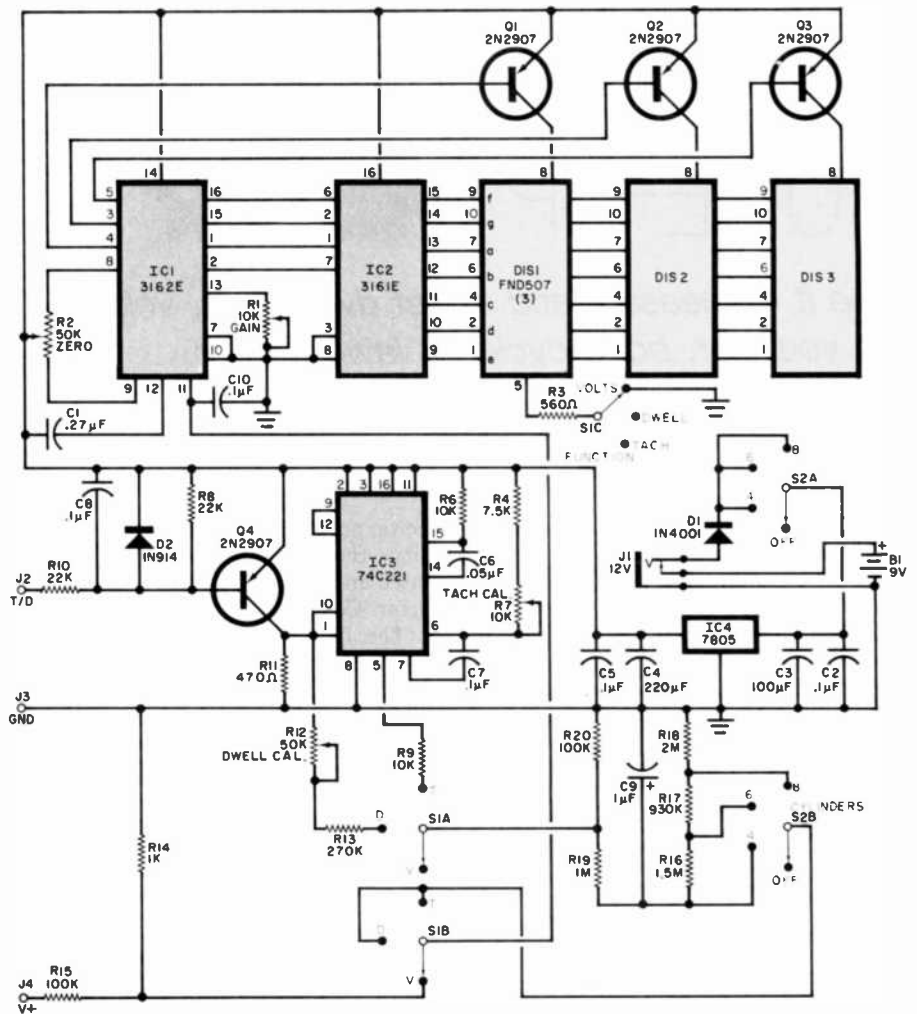 Q1
2N2907
Q2
2N2907
Q3
2N2907
14
16
8
8
8
5
3
4
8
16
15
1
2
13
7
10
9
12
11
IC1
3162E
6
2
1
7
3
8
IC2
3161E
15
14
13
12
11
10
9
9
10
7
6
4
2
1
f
g
a
b
c
d
e
DIS1
FND507
(3)
5
9
10
7
6
4
2
1
DIS 2
9
10
7
6
4
2
1
DIS 3
R1
10K
GAIN
R2
50K
ZERO
C10
.1µF
C1
.27µF
R3
560Ω
VOLTS
S1C
DWELL
TACH
FUNCTION
C8
.1µF
D2
1N914
R8
22K
R10
22K
J2
T/D
Q4
2N2907
R11
470Ω
2
3
16
11
9
12
10
1
8
5
7
15
14
6
IC3
74C221
R6
10K
R4
7.5K
C6
.05µF
TACH CAL.
R7
10K
C7
.1µF
8
6
4
S2A
OFF
D1
1N4001
J1
12V
+
B1
9V
IC4
7805
C5
.1µF
C4
220µF
C3
100µF
C2
.1µF
J3
GND
R12
50K
DWELL CAL.
R9
10K
T
D
S1A
V
R13
270K
R14
1K
R20
100K
R19
1M
C9
1µF
+
R18
2M
R17
930K
R16
1.5M
8
6
4
CYLINDERS
S2B
OFF
T
D
S1B
V
R15
100K
J4
V+